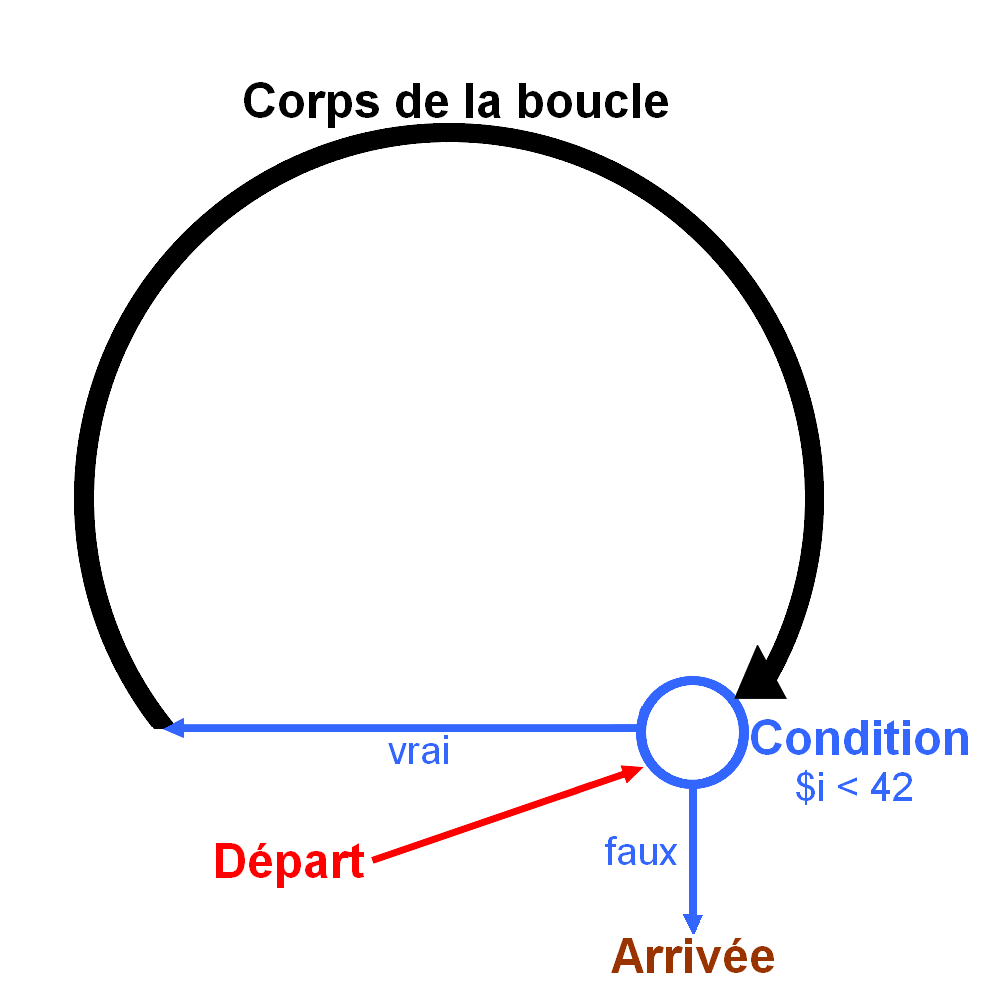 Corps de la boucle
Condition
$i < 42
vrai
Départ
faux
Arrivée